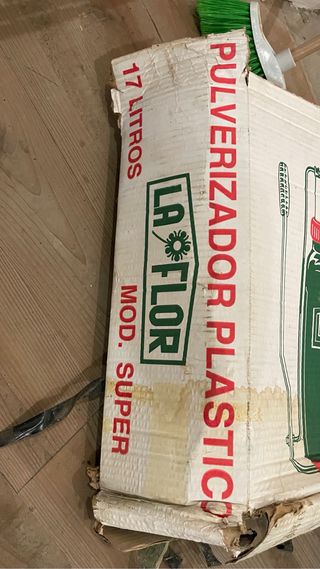 PULVERIZADOR PLASTICO
17 LITROS
LA FLOR
MOD. SUPER